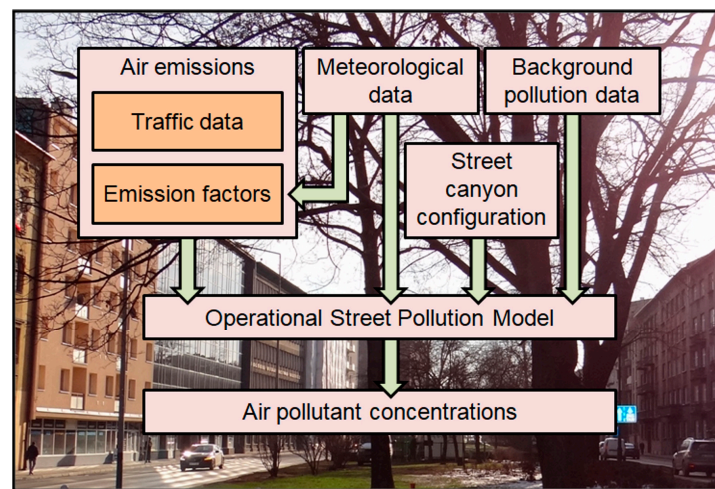 Air emissions
Traffic data
Emission factors
Meteorological
data
Background
pollution data
Street
canyon
configuration
Operational Street Pollution Model
Air pollutant concentrations